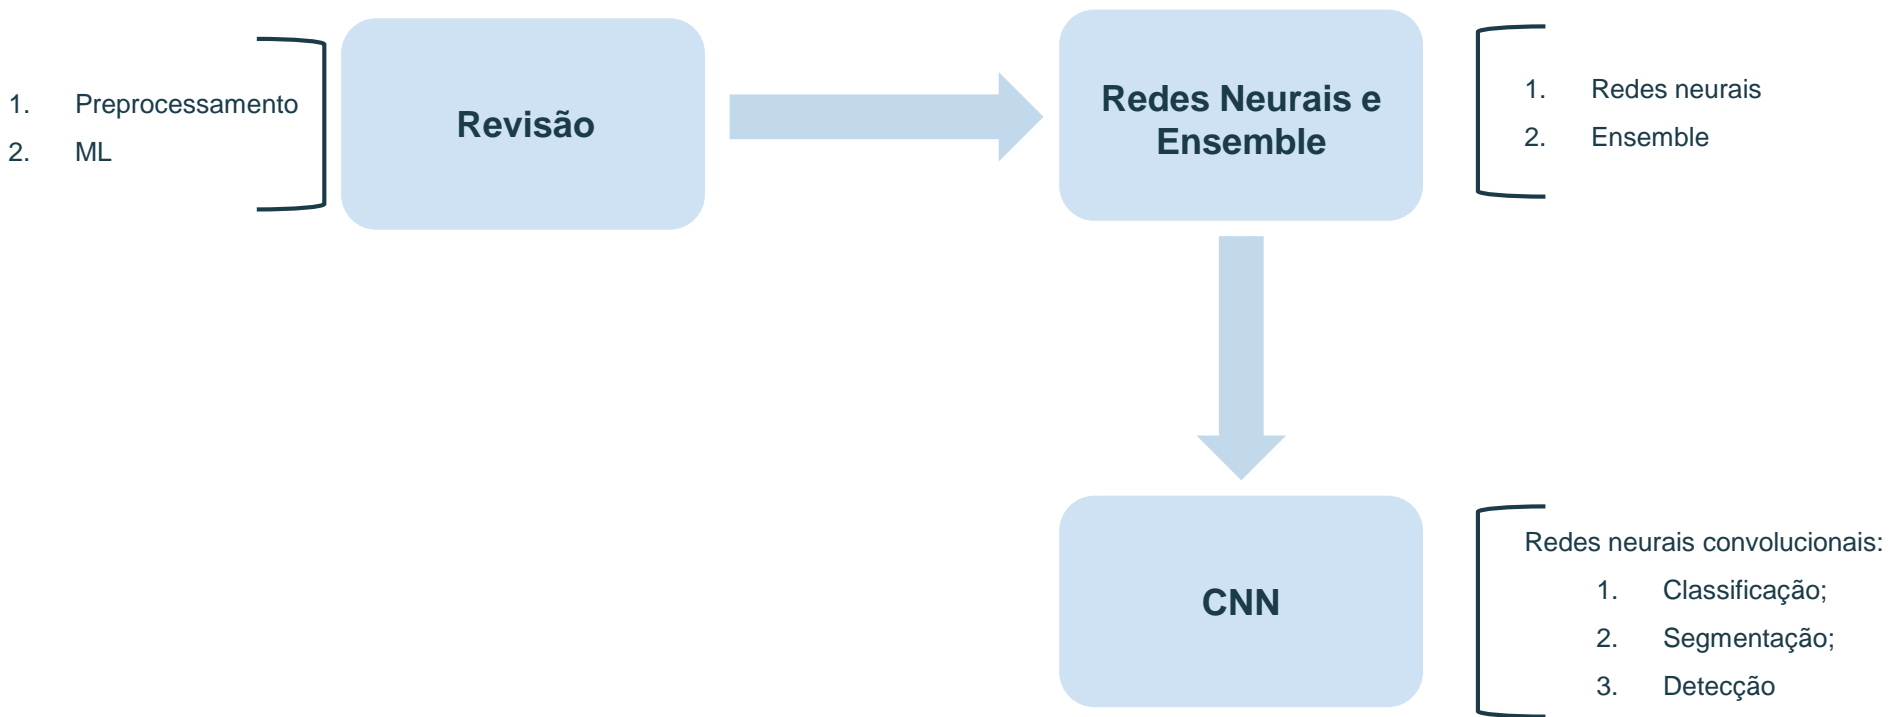 1. Preprocessamento
2. ML
Revisão
Redes Neurais e
Ensemble
1. Redes neurais
2. Ensemble
CNN
Redes neurais convolucionais:
1. Classificação;
2. Segmentação;
3. Detecção